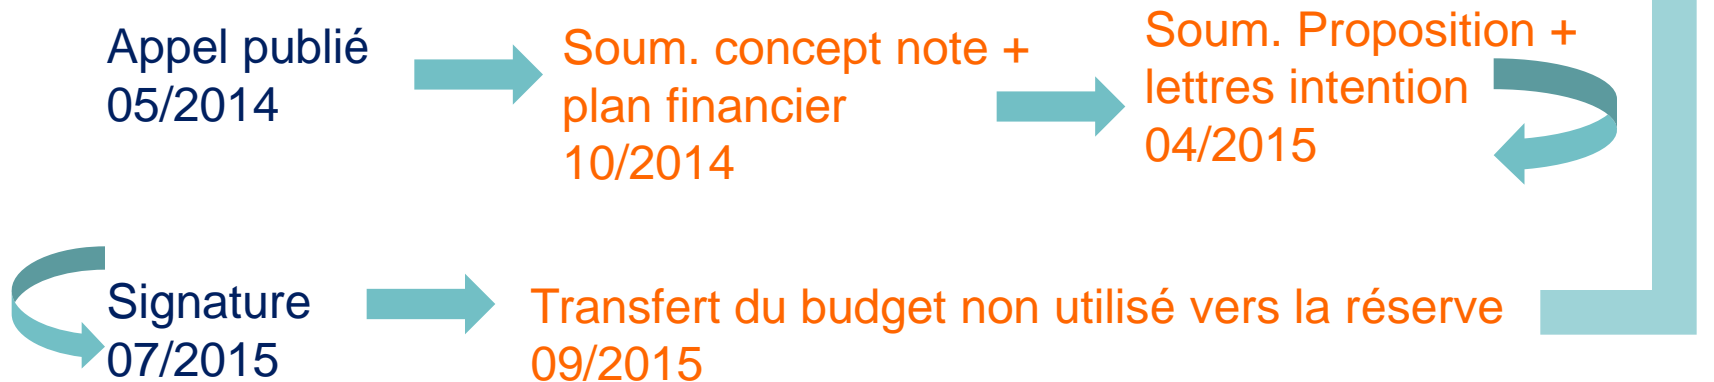 Appel publié
05/2014
Soum. concept note +
plan financier
10/2014
Soum. Proposition +
lettres intention
04/2015
Signature
07/2015
Transfert du budget non utilisé vers la réserve
09/2015